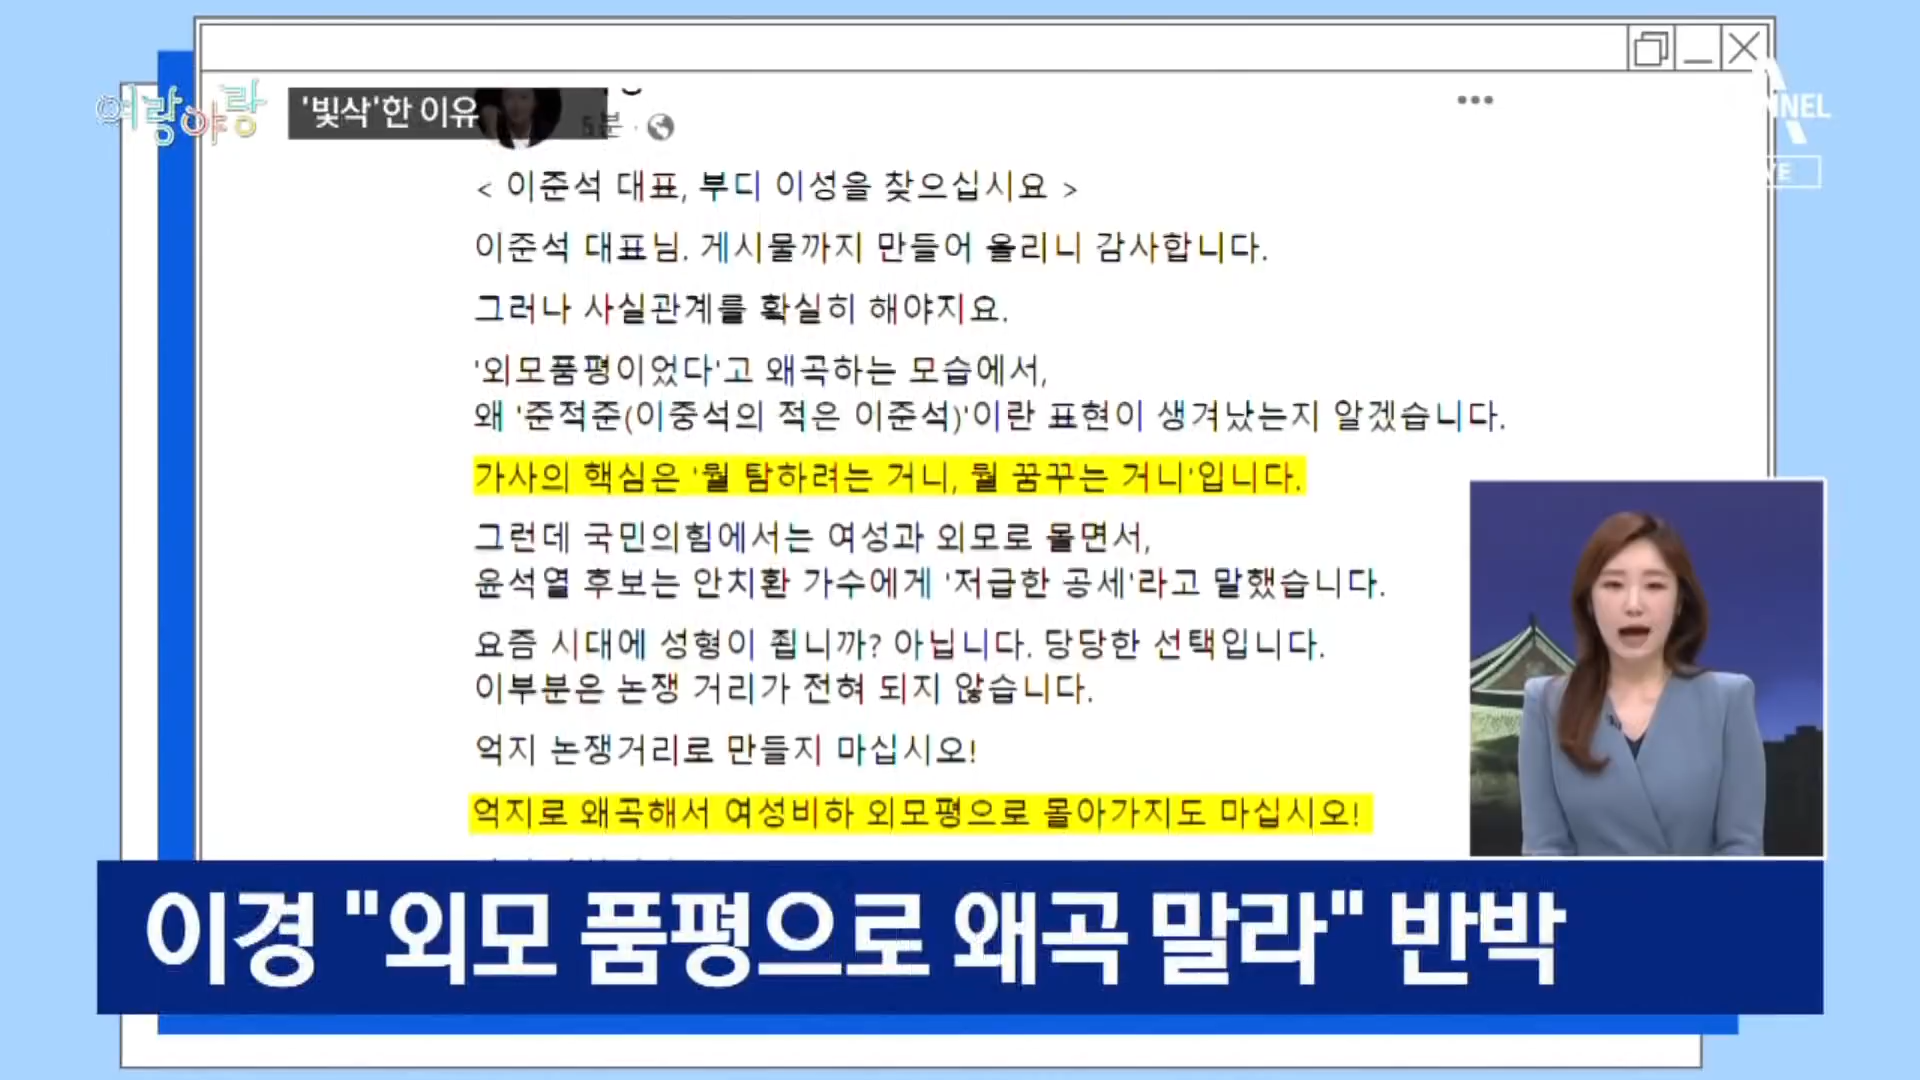 여랑야랑
'빛삭'한 이유
5분
< 이준석 대표, 부디 이성을 찾으십시요 >
이준석 대표님. 게시물까지 만들어 올리니 감사합니다.
그러나 사실관계를 확실히 해야지요.
'외모품평이었다'고 왜곡하는 모습에서,
왜 '준적준(이중석의 적은 이준석)'이란 표현이 생겨났는지 알겠습니다.
가사의 핵심은 '뭘 탐하려는 거니, 뭘 꿈꾸는 거니'입니다.
그런데 국민의힘에서는 여성과 외모로 몰면서,
윤석열 후보는 안치환 가수에게 '저급한 공세'라고 말했습니다.
요즘 시대에 성형이 죕니까? 아닙니다. 당당한 선택입니다.
이부분은 논쟁 거리가 전혀 되지 않습니다.
억지 논쟁거리로 만들지 마십시오!
억지로 왜곡해서 여성비하 외모평으로 몰아가지도 마십시오!
이경 "외모 품평으로 왜곡 말라" 반박